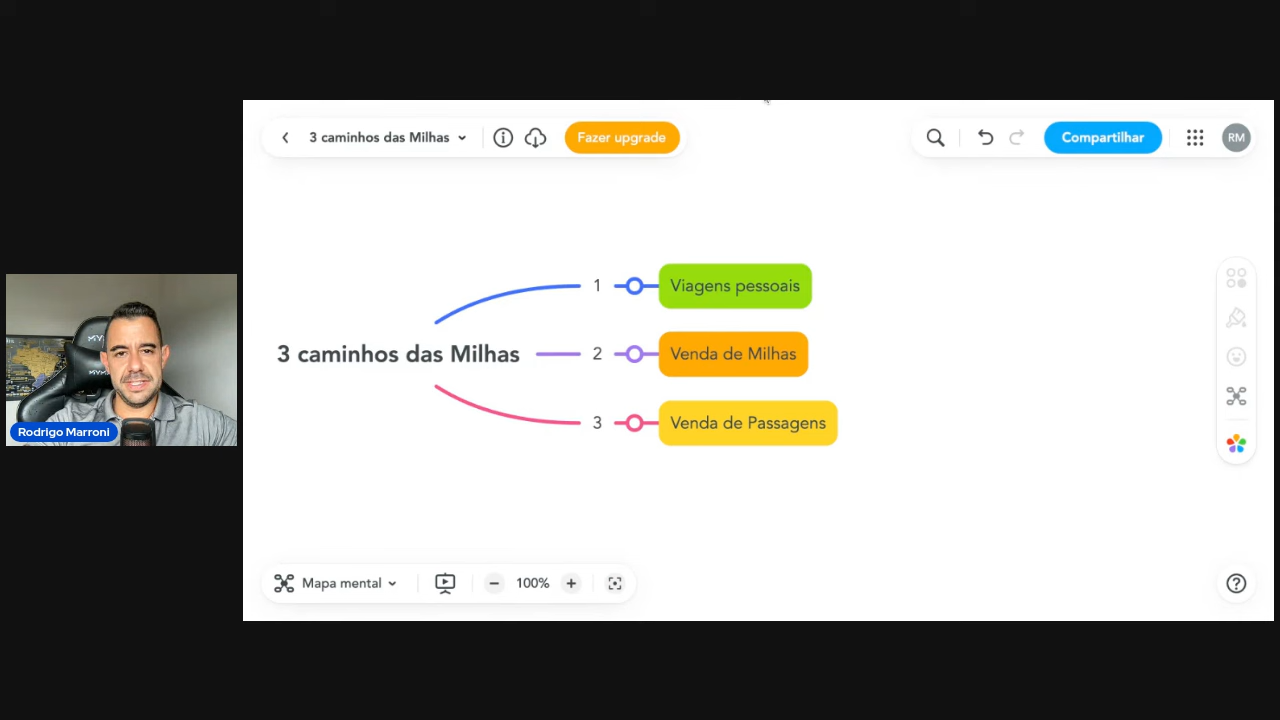 3 caminhos das Milhas
Fazer upgrade
Compartilhar
RM
1
Viagens pessoais
3 caminhos das Milhas
2
Venda de Milhas
3
Venda de Passagens
Rodrigo Marroni
Mapa mental
100%